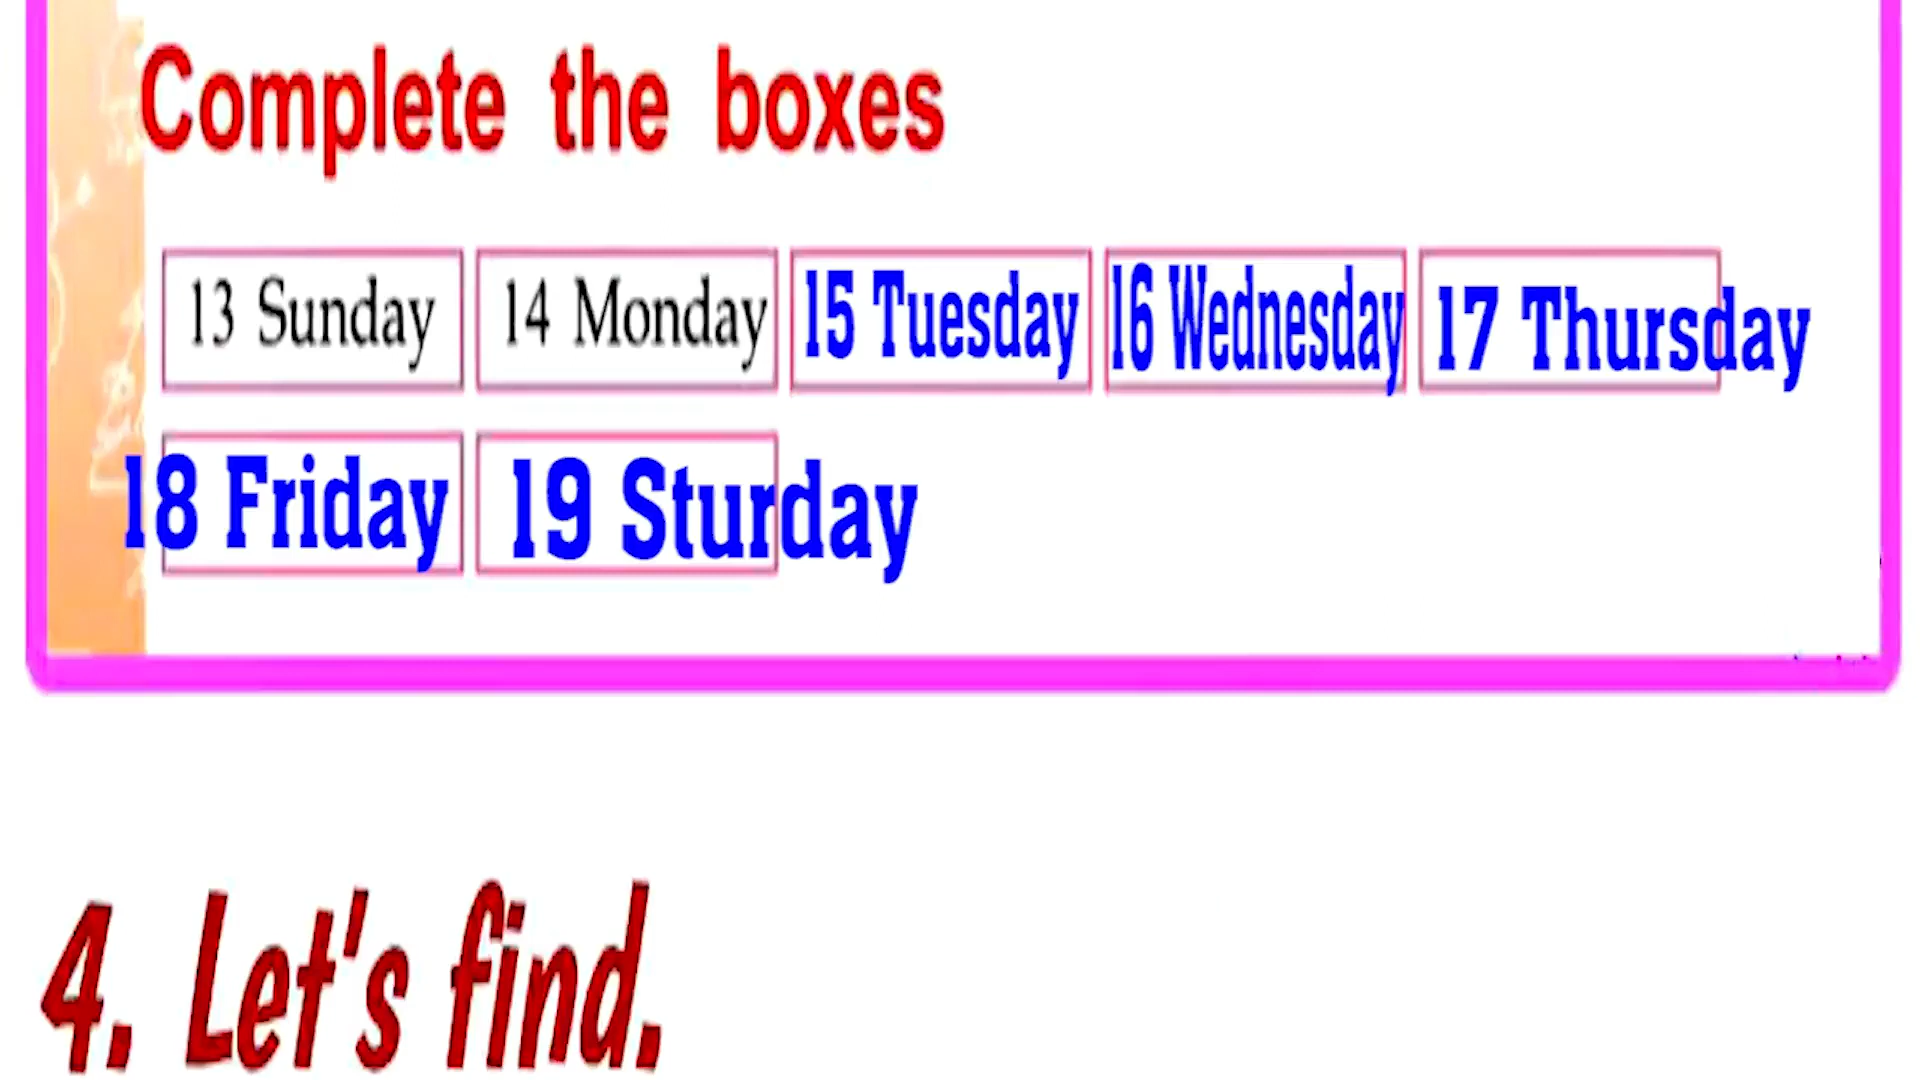 Complete the boxes
13 Sunday 14 Monday 15 Tuesday 16 Wednesday 17 Thursday
18 Friday 19 Sturday
4. Let's find.